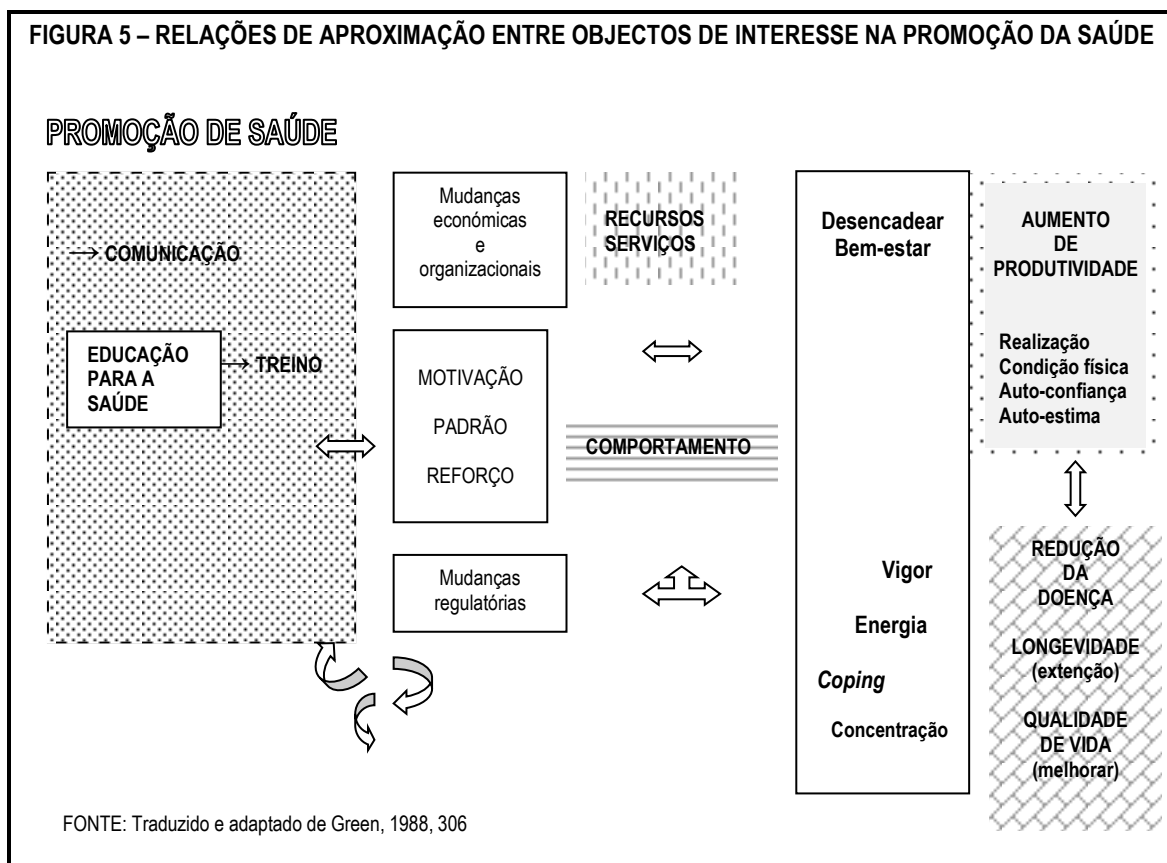 FIGURA 5 – RELAÇÕES DE APROXIMAÇÃO ENTRE OBJECTOS DE INTERESSE NA PROMOÇÃO DA SAÚDE
PROMOÇÃO DE SAÚDE
→ COMUNICAÇÃO
EDUCAÇÃO
PARA A
SAÚDE
→ TREINO
Mudanças
económicas
e
organizacionais
MOTIVAÇÃO
PADRÃO
REFORÇO
Mudanças
regulatórias
RECURSOS
SERVIÇOS
COMPORTAMENTO
Desencadear
Bem-estar
Vigor
Energia
Coping
Concentração
AUMENTO
DE
PRODUTIVIDADE
Realização
Condição física
Auto-confiança
Auto-estima
REDUÇÃO
DA
DOENÇA
LONGEVIDADE
(extenção)
QUALIDADE
DE VIDA
(melhorar)
FONTE: Traduzido e adaptado de Green, 1988, 306